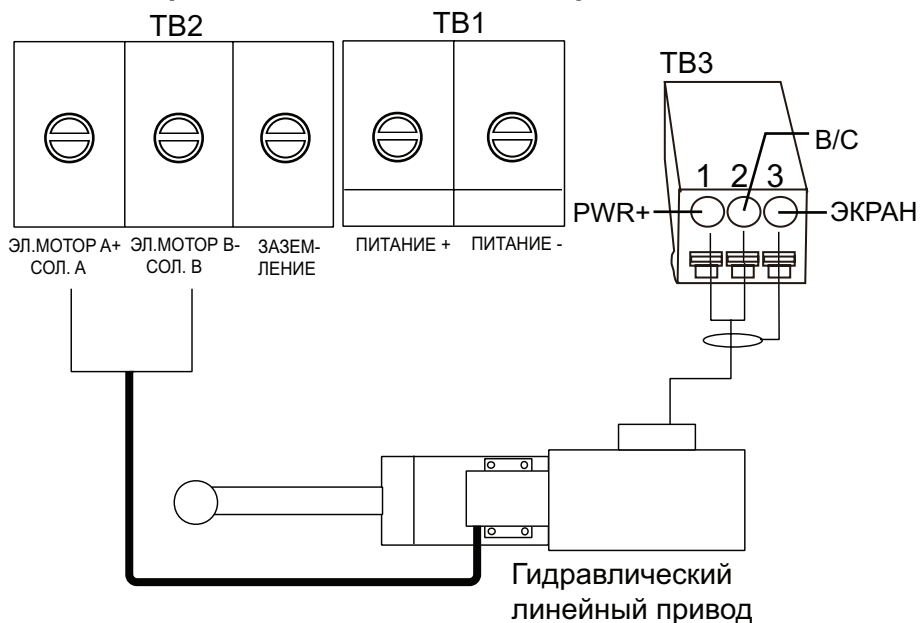 TB2
TB1
TB3
B/C
1 2 3
PWR+
ЭКРАН
ЭЛ.МОТОР A+
СОЛ. A
ЭЛ.МОТОР B-
СОЛ. B
ЗАЗЕМ-
ЛЕНИЕ
ПИТАНИЕ +
ПИТАНИЕ -
Гидравлический
линейный привод